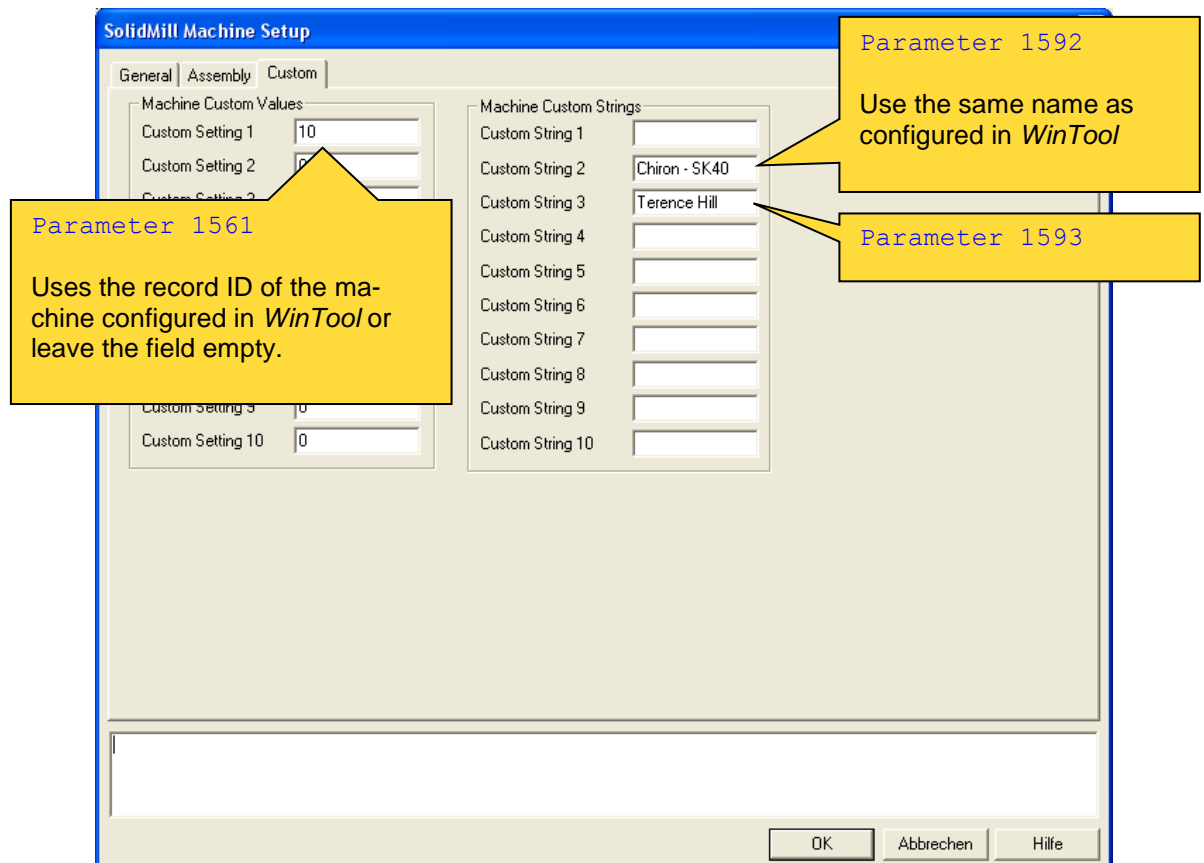 SolidMill Machine Setup
General
Assembly
Custom
Machine Custom Values
Custom Setting 1
10
Custom Setting 2
Custom Setting 9
0
Custom Setting 10
0
Machine Custom Strings
Custom String 1
Custom String 2
Chiron - SK40
Custom String 3
Terence Hill
Custom String 4
Custom String 5
Custom String 6
Custom String 7
Custom String 8
Custom String 9
Custom String 10
Parameter 1592
Use the same name as
configured in WinTool
Parameter 1593
Parameter 1561
Uses the record ID of the ma-
chine configured in WinTool or
leave the field empty.
OK
Abbrechen
Hilfe